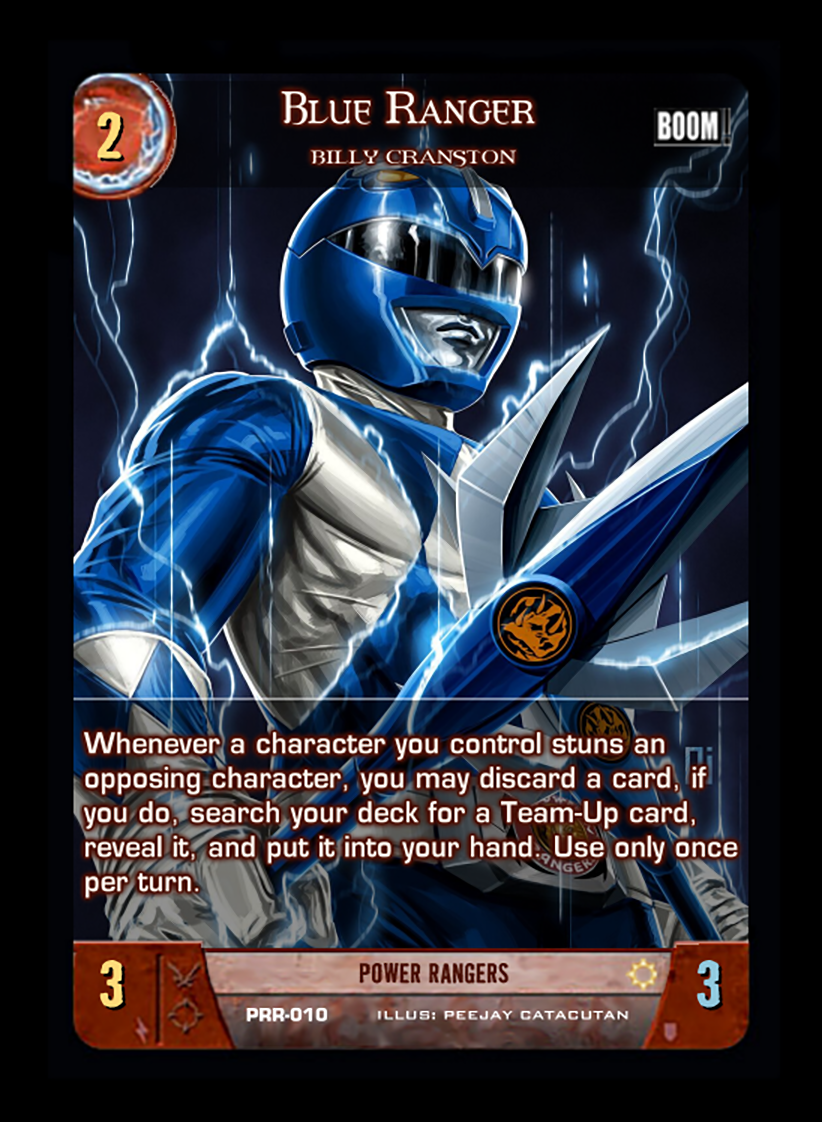 2
BLUE RANGER
BILLY CRANSTON
BOOM!
Whenever a character you control stuns an
opposing character, you may discard a card, if
you do, search your deck for a Team-Up card,
reveal it, and put it into your hand. Use only once
per turn.
RANGERS
3
POWER RANGERS
3
PRR-010
ILLUS: PEEJAY CATACUTAN